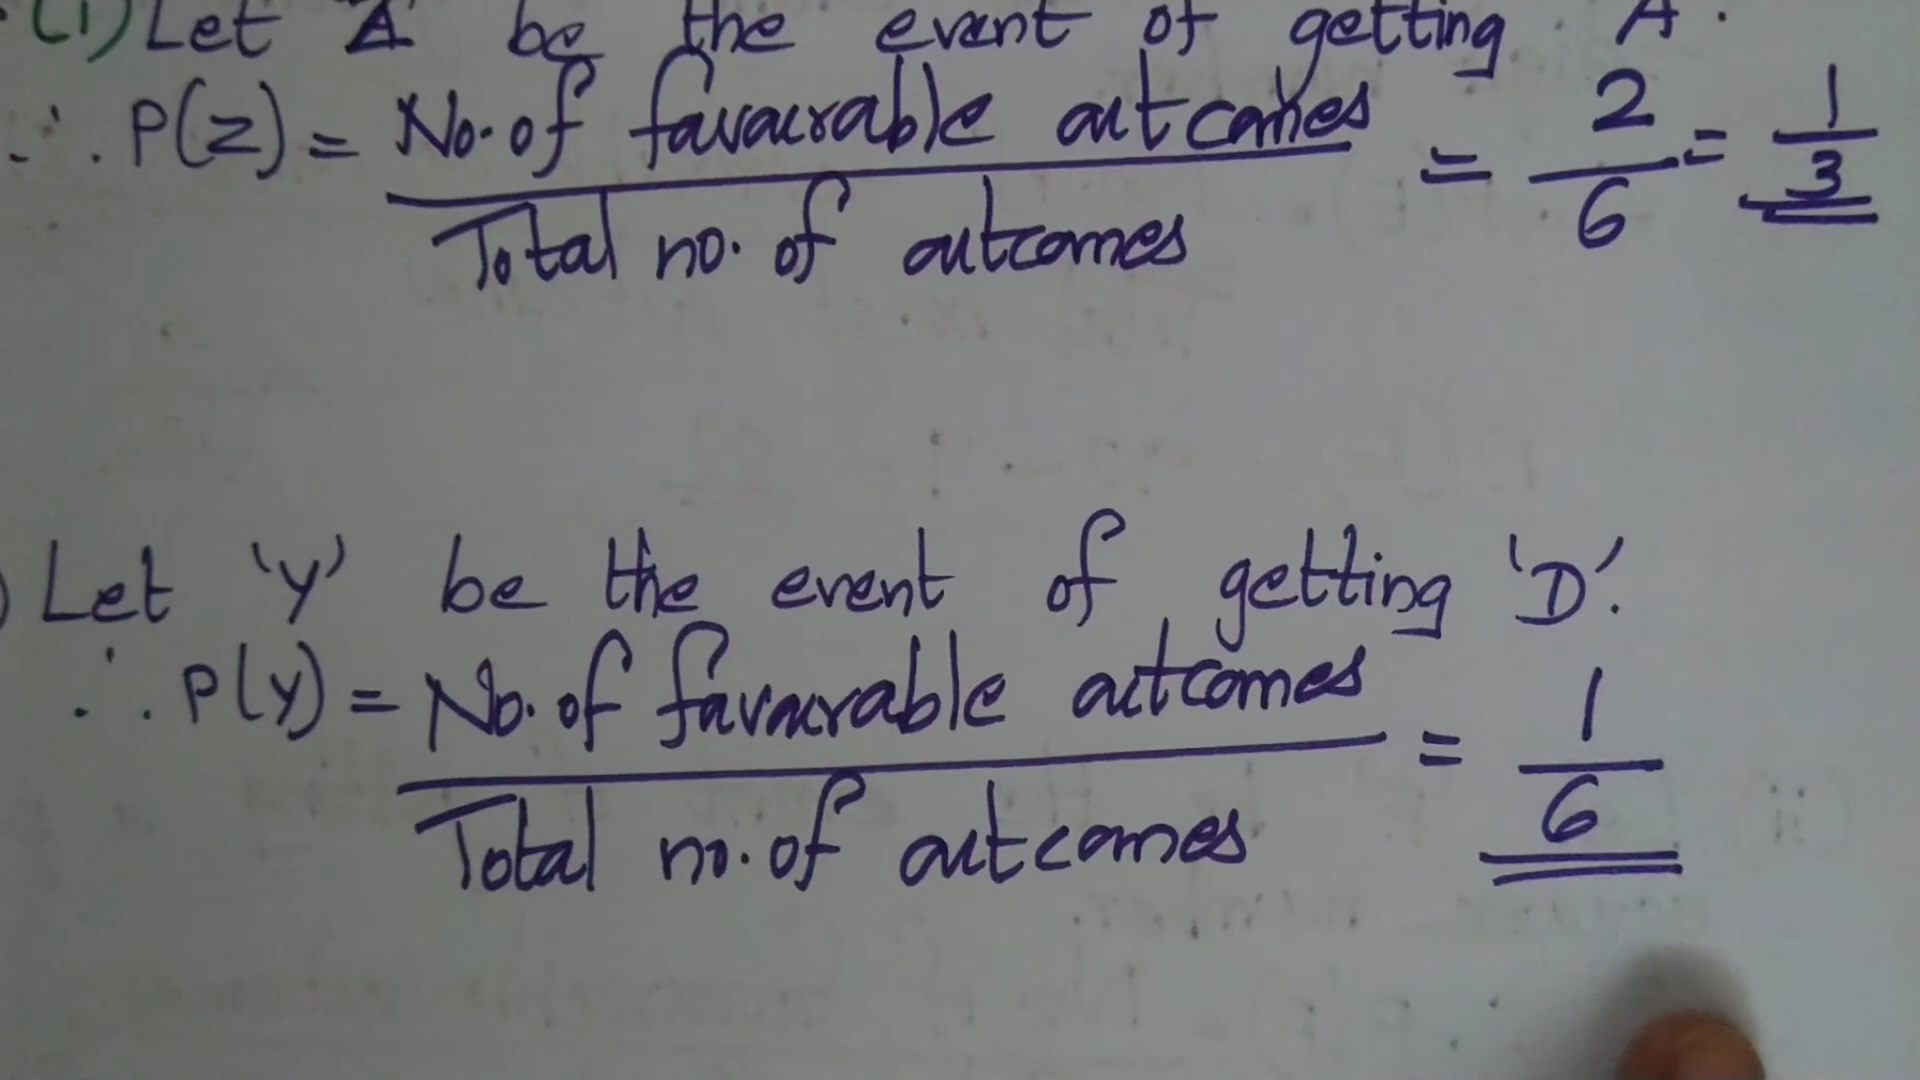 (i) Let be the event of getting A.
∴ P(Z) = No. of favourable outcomes / Total no. of outcomes = 2/6 = 1/3
Let 'Y' be the event of getting 'D'.
∴ P(Y) = No. of favourable outcomes / Total no. of outcomes = 1/6